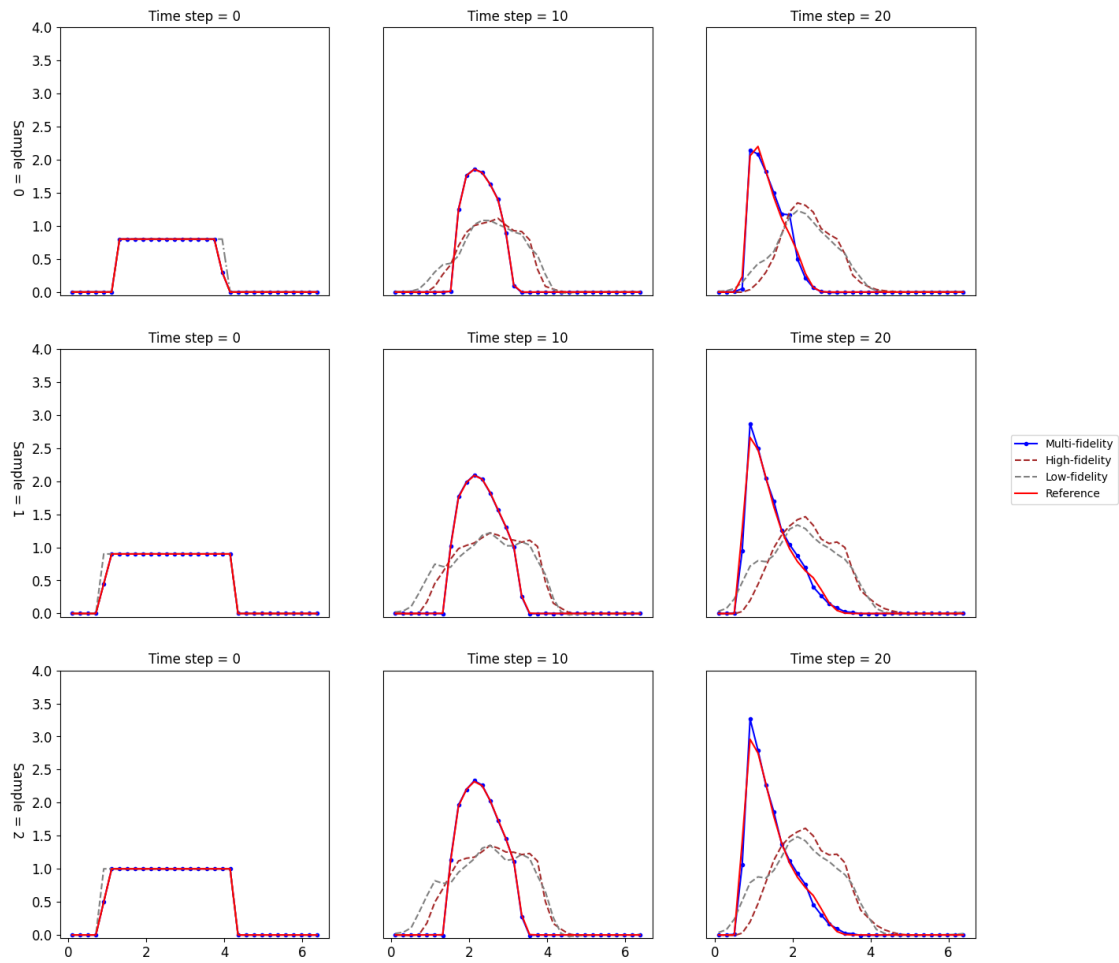 Time step = 0
Time step = 10
Time step = 20
4.0
3.5
3.0
2.5
2.0
1.5
1.0
0.5
0.0
Sample = 0
Time step = 0
Time step = 10
Time step = 20
4.0
3.5
3.0
2.5
2.0
1.5
1.0
0.5
0.0
Sample = 1
Multi-fidelity
High-fidelity
Low-fidelity
Reference
Time step = 0
Time step = 10
Time step = 20
4.0
3.5
3.0
2.5
2.0
1.5
1.0
0.5
0.0
Sample = 2
0 2 4 6
0 2 4 6
0 2 4 6